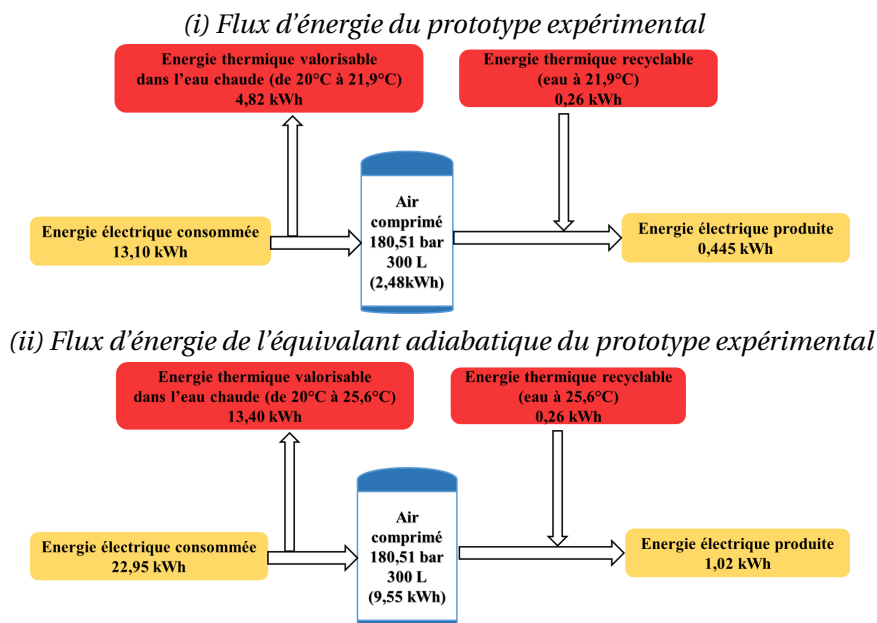 (i) Flux d’énergie du prototype expérimental
Energie thermique valorisable
dans l’eau chaude (de 20°C à 21,9°C)
4,82 kWh
Energie thermique recyclable
(eau à 21,9°C)
0,26 kWh
Energie électrique consommée
13,10 kWh
Air
comprimé
180,51 bar
300 L
(2,48kWh)
Energie électrique produite
0,445 kWh
(ii) Flux d’énergie de l’équivalant adiabatique du prototype expérimental
Energie thermique valorisable
dans l’eau chaude (de 20°C à 25,6°C)
13,40 kWh
Energie thermique recyclable
(eau à 25,6°C)
0,26 kWh
Energie électrique consommée
22,95 kWh
Air
comprimé
180,51 bar
300 L
(9,55 kWh)
Energie électrique produite
1,02 kWh